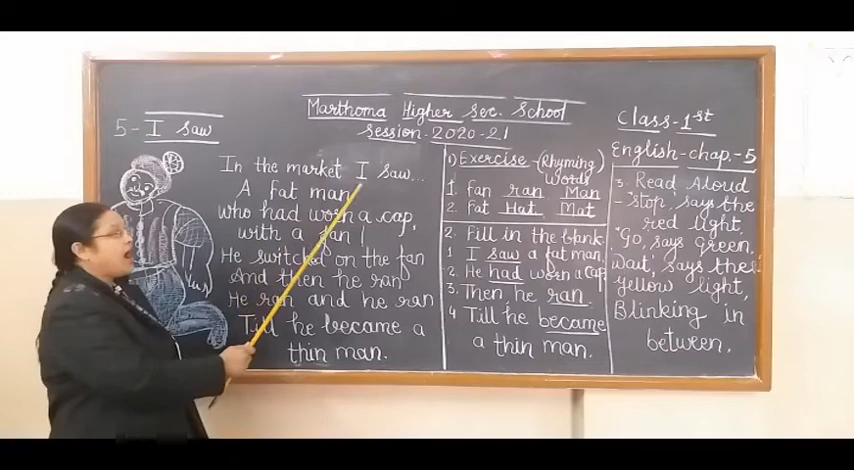 Marthoma Higher Sec. School
Session-2020-21
Class-1st
English-chap.-5
5- I saw
In the market I saw...
A fat man
who had worn a cap,
with a fan!
He switched on the fan
And then he ran
He ran and he ran
Till he became a
thin man.
1) Exercise - (Rhyming Words)
1. Fan ran Man
2. Fat Hat Mat
2. Fill in the blank
1 I saw a fat man,
2. He had worn a cap
3. Then he ran.
4 Till he became
a thin man.
3. Read Aloud
- 'Stop', says the
red light,
'Go, says green,
'Wait', says the
yellow light,
Blinking in
between.